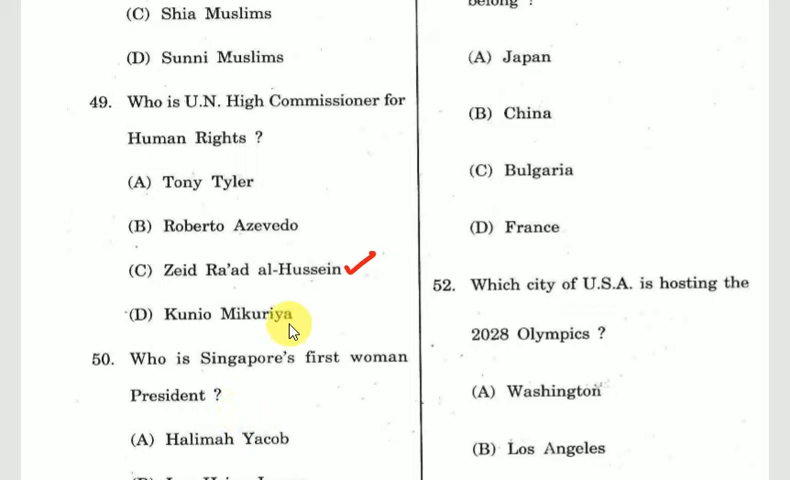 (C) Shia Muslims
(D) Sunni Muslims
49. Who is U.N. High Commissioner for
Human Rights ?
(A) Tony Tyler
(B) Roberto Azevedo
(C) Zeid Ra'ad al-Hussein
(D) Kunio Mikuriya
50. Who is Singapore's first woman
President ?
(A) Halimah Yacob
belong ?
(A) Japan
(B) China
(C) Bulgaria
(D) France
52. Which city of U.S.A. is hosting the
2028 Olympics ?
(A) Washington
(B) Los Angeles